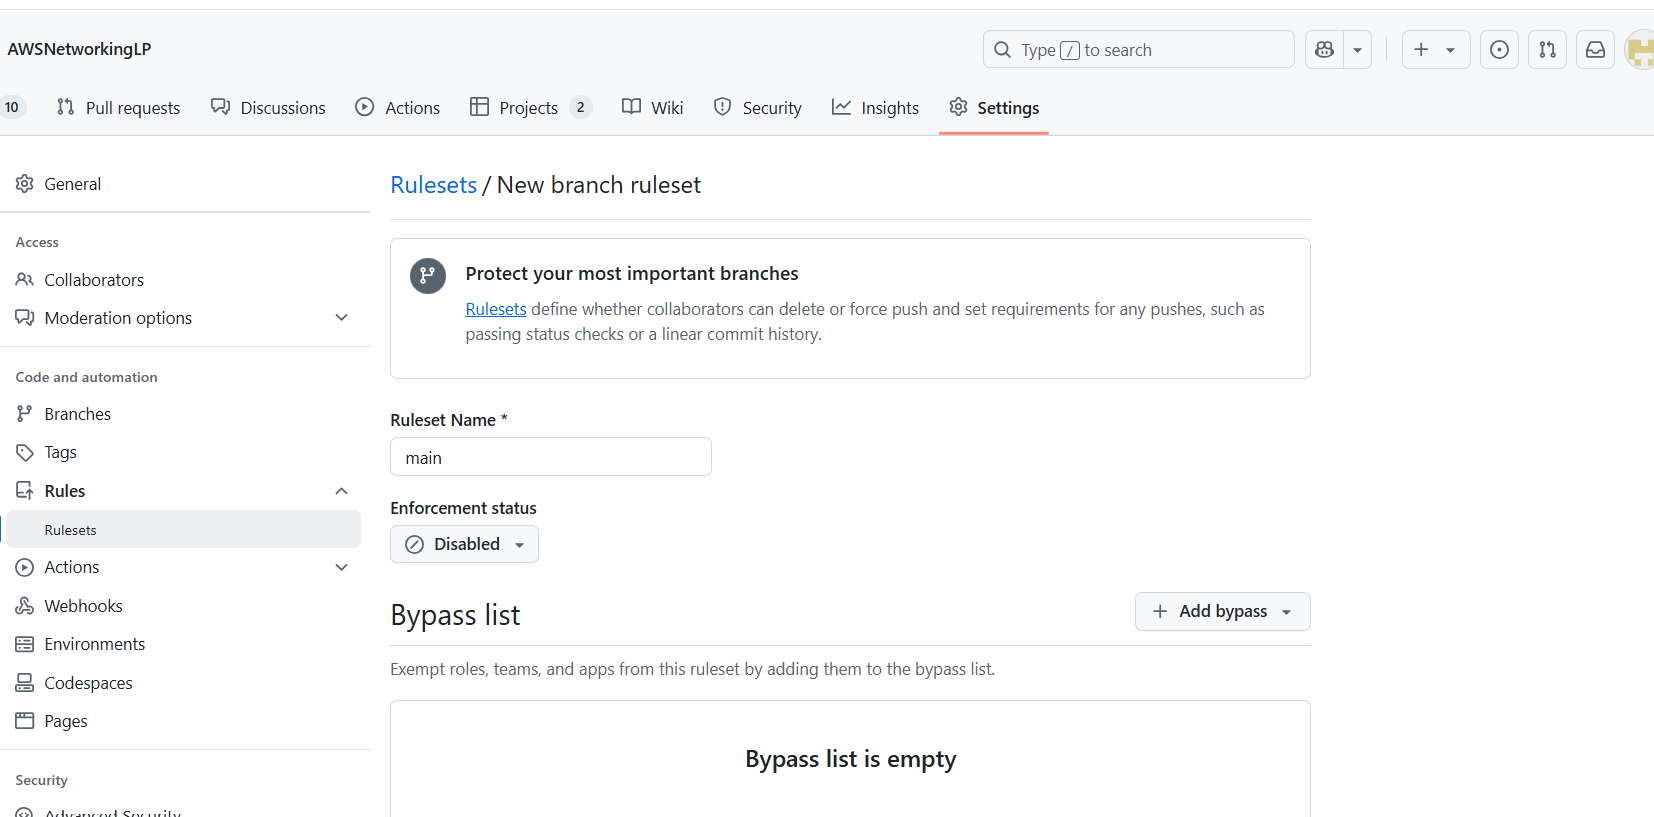 AWSNetworkingLP
Type / to search
10 Pull requests Discussions Actions Projects 2 Wiki Security Insights Settings
General
Access
Collaborators
Moderation options
Code and automation
Branches
Tags
Rules
Rulesets
Actions
Webhooks
Environments
Codespaces
Pages
Security
Advanced Security
Rulesets / New branch ruleset
Protect your most important branches
Rulesets define whether collaborators can delete or force push and set requirements for any pushes, such as
passing status checks or a linear commit history.
Ruleset Name *
main
Enforcement status
Disabled
Bypass list
Add bypass
Exempt roles, teams, and apps from this ruleset by adding them to the bypass list.
Bypass list is empty